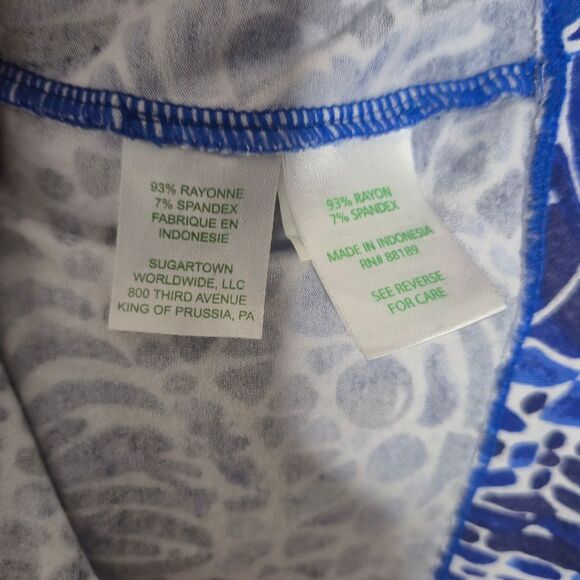 93% RAYONNE
7% SPANDEX
FABRIQUE EN
INDONESIE
SUGARTOWN
WORLDWIDE, LLC
800 THIRD AVENUE
KING OF PRUSSIA, PA
93% RAYON
7% SPANDEX
MADE IN INDONESIA
RN# 88189
SEE REVERSE
FOR CARE